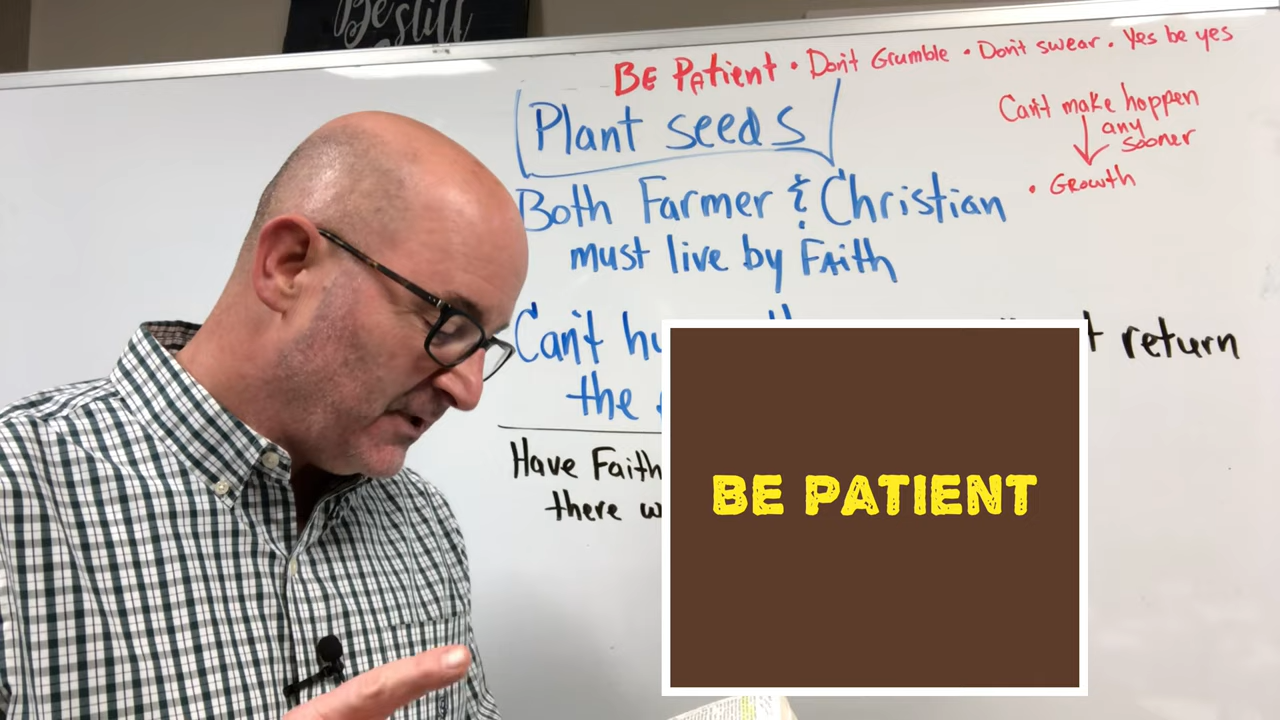 Be still
BE Patient • Don't Grumble • Don't swear. Yes be yes
Plant seeds
Can't make happen
any
sooner
• Growth
Both Farmer & Christian
must live by Faith
Can't
return
the
Have Faith
there
BE PATIENT